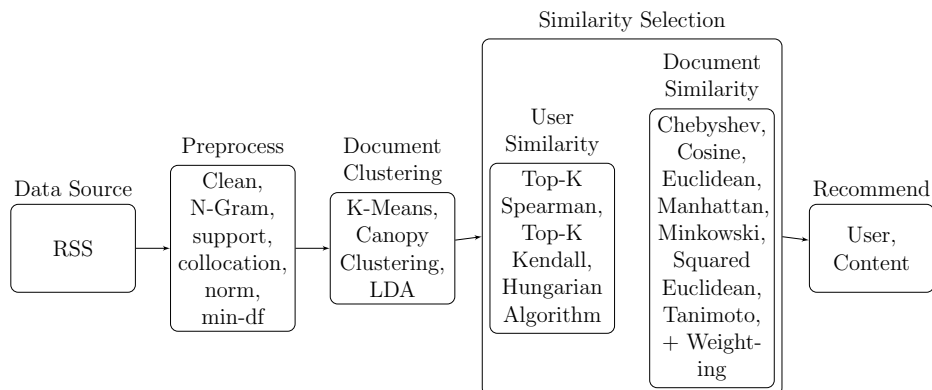 Data Source
RSS
Preprocess
Clean,
N-Gram,
support,
collocation,
norm,
min-df
Document
Clustering
K-Means,
Canopy
Clustering,
LDA
Similarity Selection
User
Similarity
Top-K
Spearman,
Top-K
Kendall,
Hungarian
Algorithm
Document
Similarity
Chebyshev,
Cosine,
Euclidean,
Manhattan,
Minkowski,
Squared
Euclidean,
Tanimoto,
+ Weight-
ing
Recommend
User,
Content